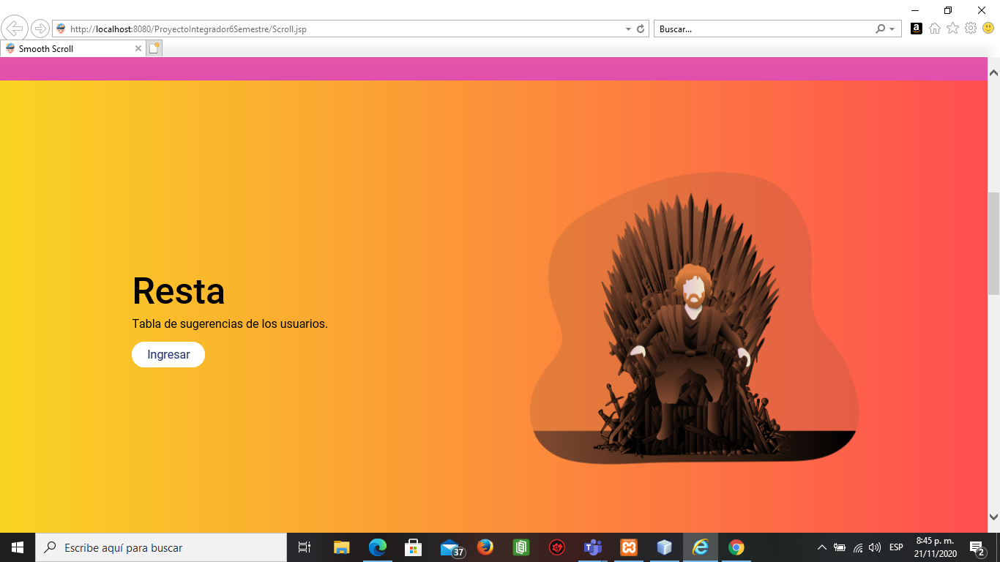 http://localhost:8080/ProyectoIntegrador6Semestre/Scroll.jsp
Buscar...
Smooth Scroll
Resta
Tabla de sugerencias de los usuarios.
Ingresar
Escribe aquí para buscar
37
ESP
8:45 p. m.
21/11/2020
2